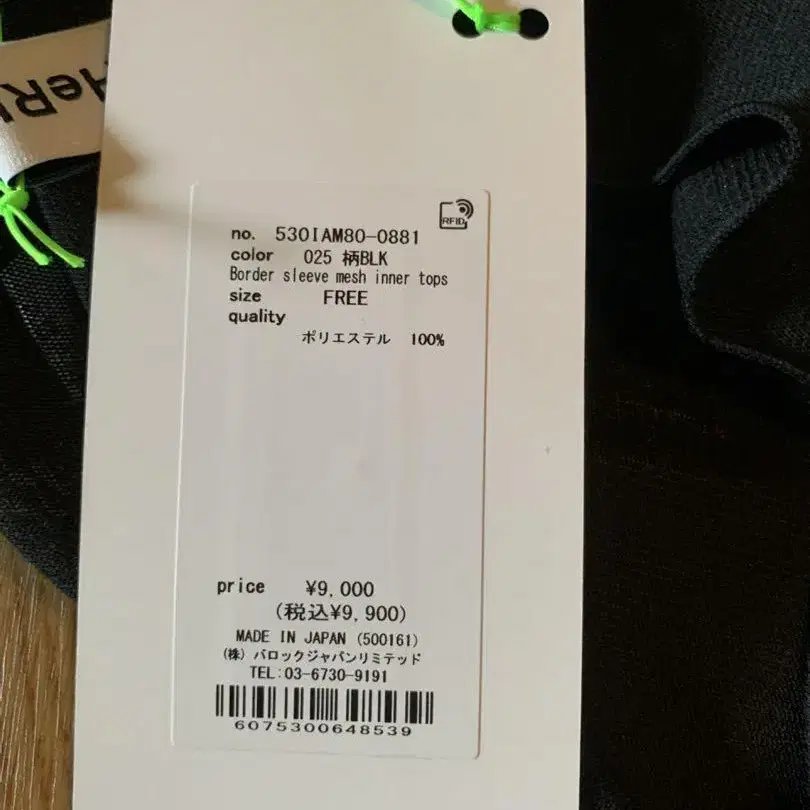 HeRI
RFID
no. 530IAM80-0881
color 025 柄BLK
Border sleeve mesh inner tops
size FREE
quality
ポリエステル 100%
price ¥9,000
(税込¥9,900)
MADE IN JAPAN (500161)
(株) バロックジャパンリミテッド
TEL:03-6730-9191
6075300648539